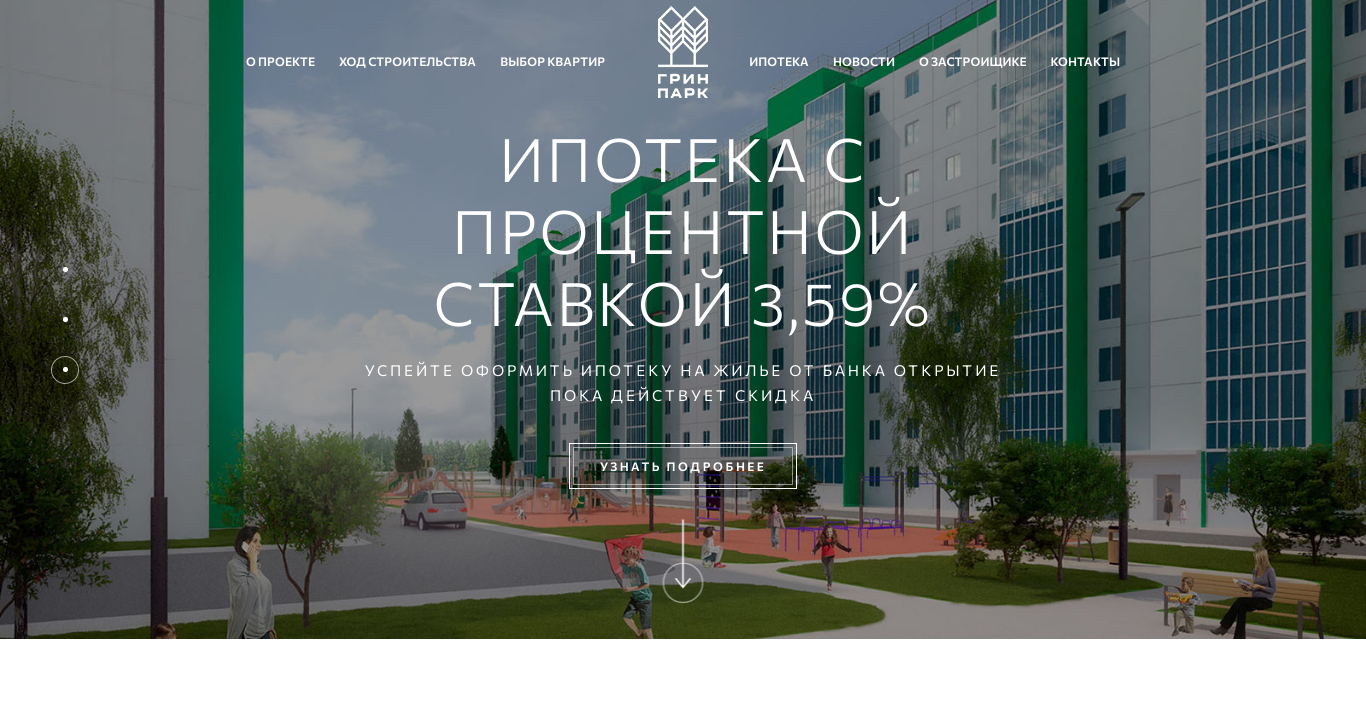 О ПРОЕКТЕ ХОД СТРОИТЕЛЬСТВА ВЫБОР КВАРТИР
ГРИН
ПАРК
ИПОТЕКА НОВОСТИ О ЗАСТРОЙЩИКЕ КОНТАКТЫ
ИПОТЕКА С
ПРОЦЕНТНОЙ
СТАВКОЙ 3,59%
УСПЕЙТЕ ОФОРМИТЬ ИПОТЕКУ НА ЖИЛЬЕ ОТ БАНКА ОТКРЫТИЕ
ПОКА ДЕЙСТВУЕТ СКИДКА
УЗНАТЬ ПОДРОБНЕЕ